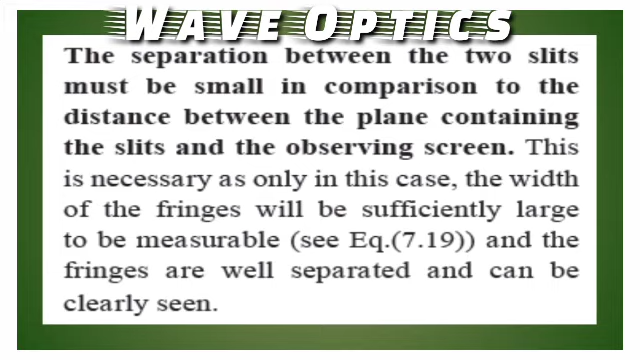 Wave Optics
The separation between the two slits
must be small in comparison to the
distance between the plane containing
the slits and the observing screen. This
is necessary as only in this case, the width
of the fringes will be sufficiently large
to be measurable (see Eq.(7.19)) and the
fringes are well separated and can be
clearly seen.